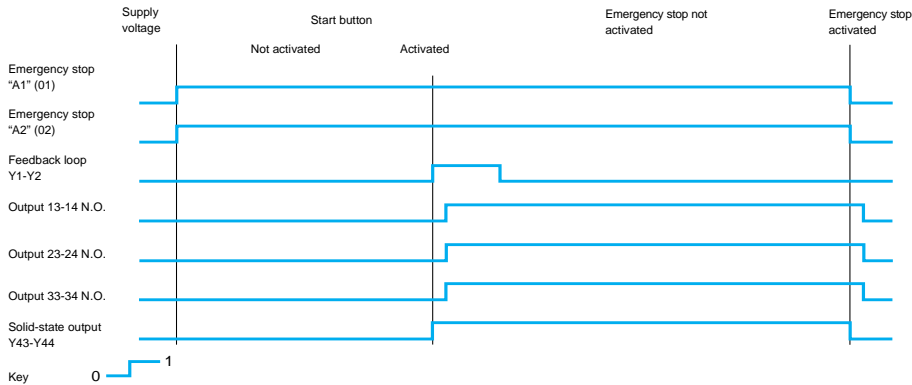 Supply
voltage
Start button
Emergency stop not
activated
Emergency stop
activated
Not activated
Activated
Emergency stop
“A1” (01)
Emergency stop
“A2” (02)
Feedback loop
Y1-Y2
Output 13-14 N.O.
Output 23-24 N.O.
Output 33-34 N.O.
Solid-state output
Y43-Y44
Key 0 1